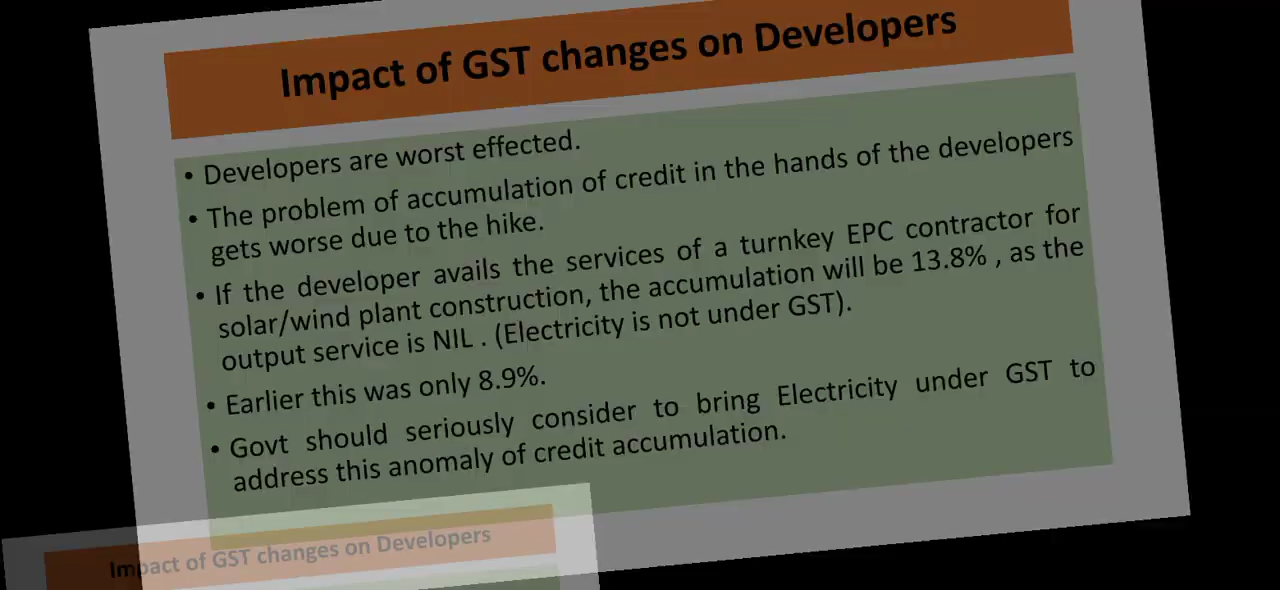 Impact of GST changes on Developers
• Developers are worst effected.
• The problem of accumulation of credit in the hands of the developers
gets worse due to the hike.
• If the developer avails the services of a turnkey EPC contractor for
solar/wind plant construction, the accumulation will be 13.8% , as the
output service is NIL . (Electricity is not under GST).
• Earlier this was only 8.9%.
• Govt should seriously consider to bring Electricity under GST to
address this anomaly of credit accumulation.
Impact of GST changes on Developers